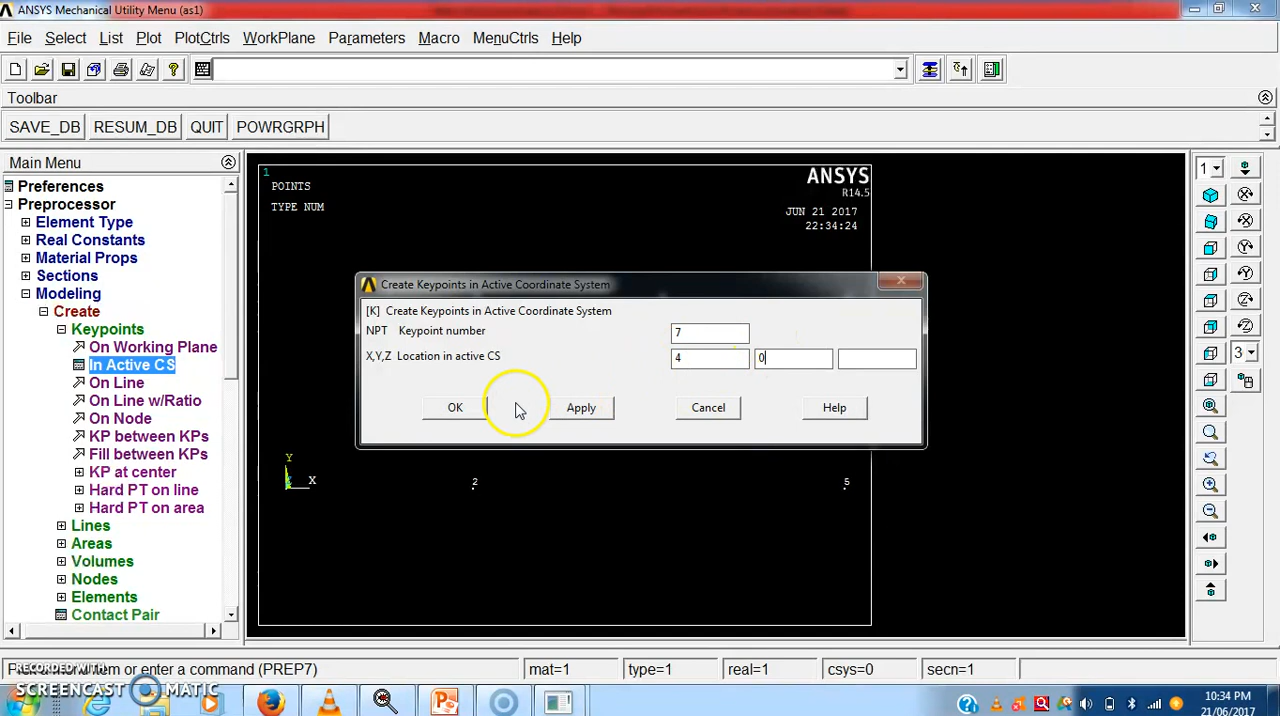 ANSYS Mechanical Utility Menu (as1)
File Select List Plot PlotCtrls WorkPlane Parameters Macro MenuCtrls Help
Toolbar
SAVE_DB RESUM_DB QUIT POWRGRPH
Main Menu
Preferences
Preprocessor
Element Type
Real Constants
Material Props
Sections
Modeling
Create
Keypoints
On Working Plane
In Active CS
On Line
On Line w/Ratio
On Node
KP between KPs
Fill between KPs
KP at center
Hard PT on line
Hard PT on area
Lines
Areas
Volumes
Nodes
Elements
Contact Pair
1
POINTS
TYPE NUM
ANSYS
R14.5
JUN 21 2017
22:34:24
Create Keypoints in Active Coordinate System
[K] Create Keypoints in Active Coordinate System
NPT Keypoint number 7
X,Y,Z Location in active CS 4 0
OK Apply Cancel Help
Y
X 2 5
1
3
menu item or enter a command (PREP7) mat=1 type=1 real=1 csys=0 secn=1
RECORDED WITH
SCREENCAST MATIC
10:34 PM
21/06/2017